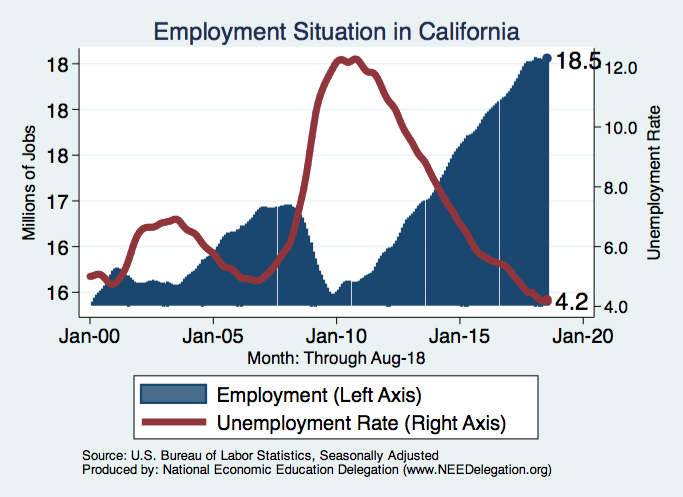 Employment Situation in California
Millions of Jobs
18
18
18
17
16
16
18.5
4.2
12.0
10.0
8.0
6.0
4.0
Unemployment Rate
Jan-00
Jan-05
Jan-10
Jan-15
Jan-20
Month: Through Aug-18
Employment (Left Axis)
Unemployment Rate (Right Axis)
Source: U.S. Bureau of Labor Statistics, Seasonally Adjusted
Produced by: National Economic Education Delegation (www.NEEDelegation.org)